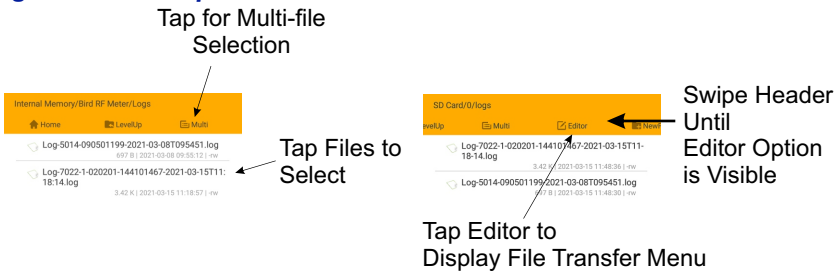 Tap for Multi-file
Selection
Internal Memory/Bird RF Meter/Logs
Home LevelUp Multi
Log-5014-090501199-2021-03-08T095451.log
697 B | 2021-03-08 09:55:12 | -rw
Log-7022-1-020201-144101467-2021-03-15T11:
18:14.log
3.42 K | 2021-03-15 11:18:57 | -rw
Tap Files to
Select
SD Card/0/logs
evelUp Multi Editor
Log-7022-1-020201-144101467-2021-03-15T11-
18-14.log
3.42 K | 2021-03-15 11:48:36 | -rw
Log-5014-090501199-2021-03-08T095451.log
697 B | 2021-03-15 11:48:30 | -rw
Swipe Header
Until
Editor Option
is Visible
Tap Editor to
Display File Transfer Menu